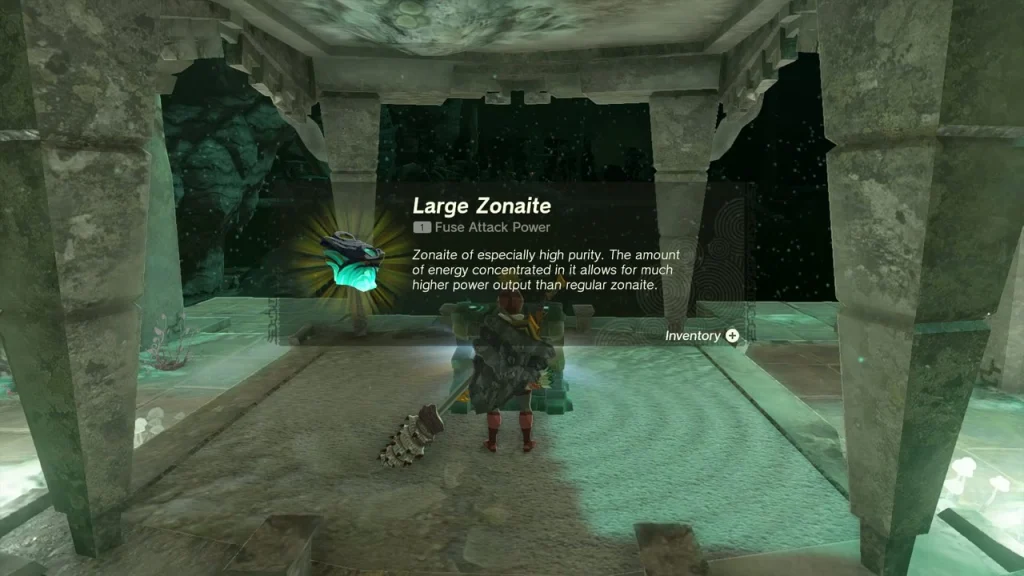 Large Zonaite
1 Fuse Attack Power
Zonaite of especially high purity. The amount
of energy concentrated in it allows for much
higher power output than regular zonaite.
Inventory